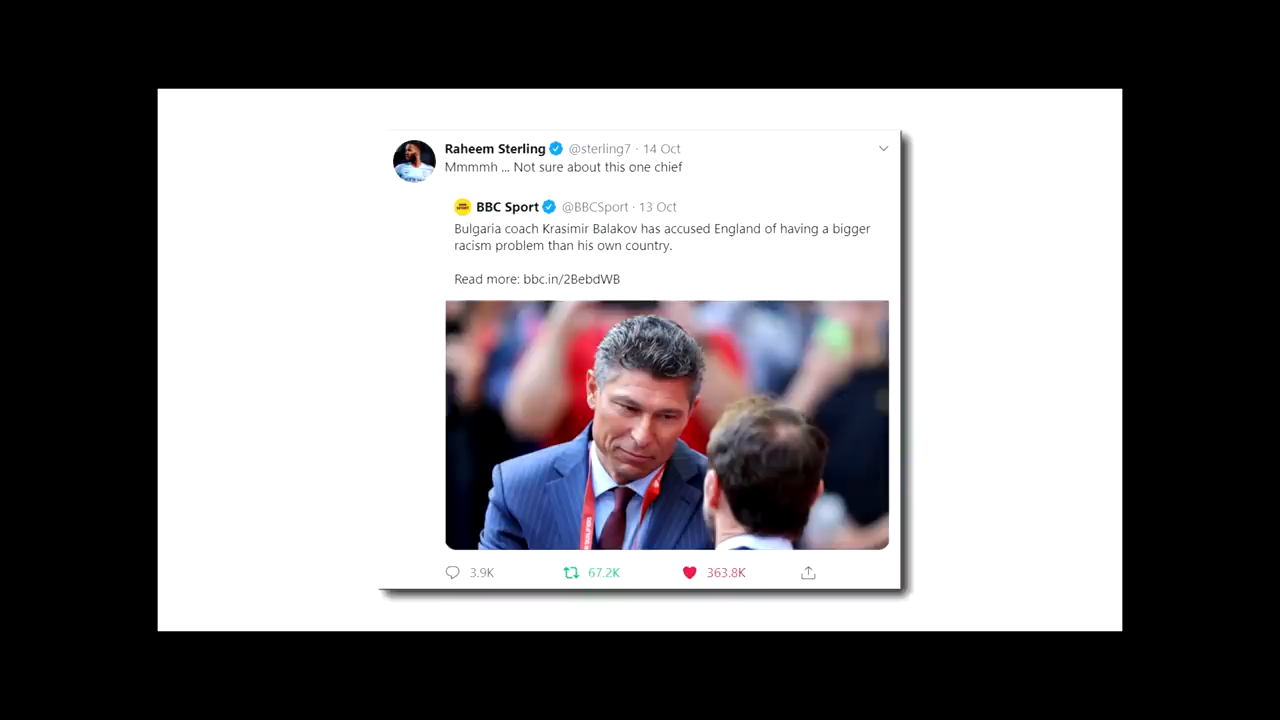 Raheem Sterling @sterling7 · 14 Oct
Mmmmh ... Not sure about this one chief
BBC Sport @BBCSport · 13 Oct
Bulgaria coach Krasimir Balakov has accused England of having a bigger
racism problem than his own country.
Read more: bbc.in/2BebdWB
3.9K 67.2K 363.8K